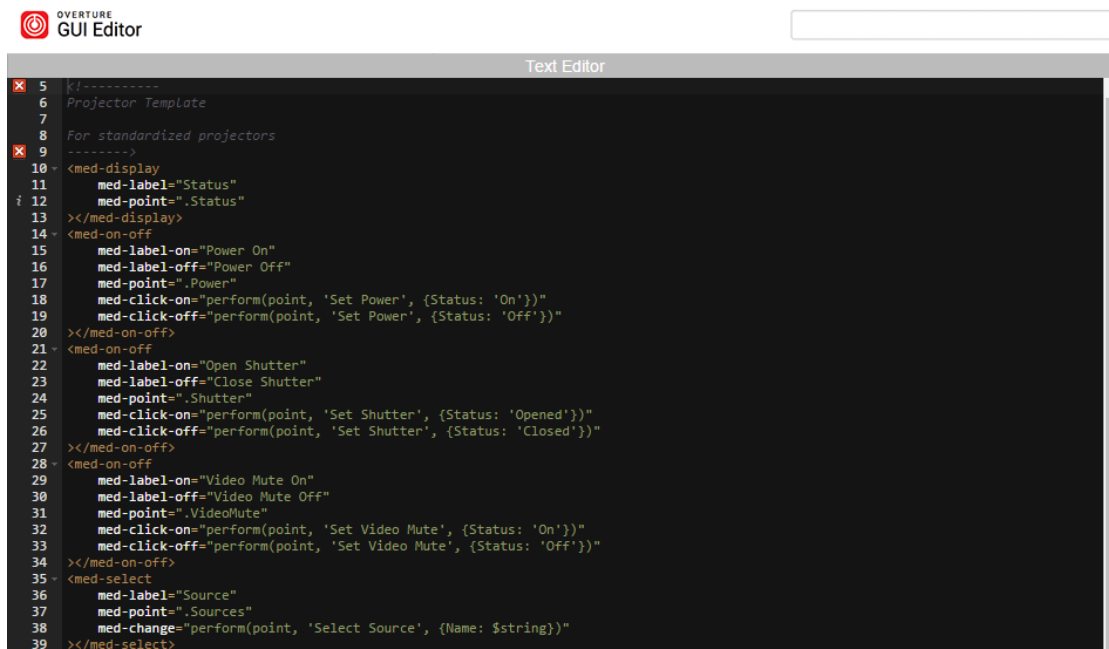 OVERTURE
GUI Editor
Text Editor
5 <!----------
6 Projector Template
7
8 For standardized projectors
9 -------->
10 <med-display
11 med-label="Status"
i 12 med-point=".Status"
13 ></med-display>
14 <med-on-off
15 med-label-on="Power On"
16 med-label-off="Power Off"
17 med-point=".Power"
18 med-click-on="perform(point, 'Set Power', {Status: 'On'})"
19 med-click-off="perform(point, 'Set Power', {Status: 'Off'})"
20 ></med-on-off>
21 <med-on-off
22 med-label-on="Open Shutter"
23 med-label-off="Close Shutter"
24 med-point=".Shutter"
25 med-click-on="perform(point, 'Set Shutter', {Status: 'Opened'})"
26 med-click-off="perform(point, 'Set Shutter', {Status: 'Closed'})"
27 ></med-on-off>
28 <med-on-off
29 med-label-on="Video Mute On"
30 med-label-off="Video Mute Off"
31 med-point=".VideoMute"
32 med-click-on="perform(point, 'Set Video Mute', {Status: 'On'})"
33 med-click-off="perform(point, 'Set Video Mute', {Status: 'Off'})"
34 ></med-on-off>
35 <med-select
36 med-label="Source"
37 med-point=".Sources"
38 med-change="perform(point, 'Select Source', {Name: $string})"
39 ></med-select>